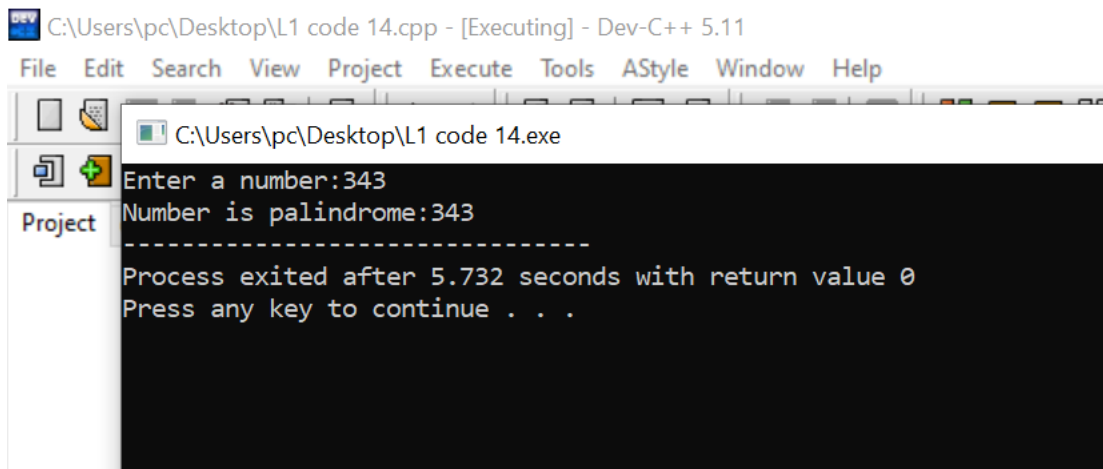 C:\Users\pc\Desktop\L1 code 14.cpp - [Executing] - Dev-C++ 5.11
File Edit Search View Project Execute Tools AStyle Window Help
C:\Users\pc\Desktop\L1 code 14.exe
Enter a number:343
Project
Number is palindrome:343
--------------------------------
Process exited after 5.732 seconds with return value 0
Press any key to continue . . .